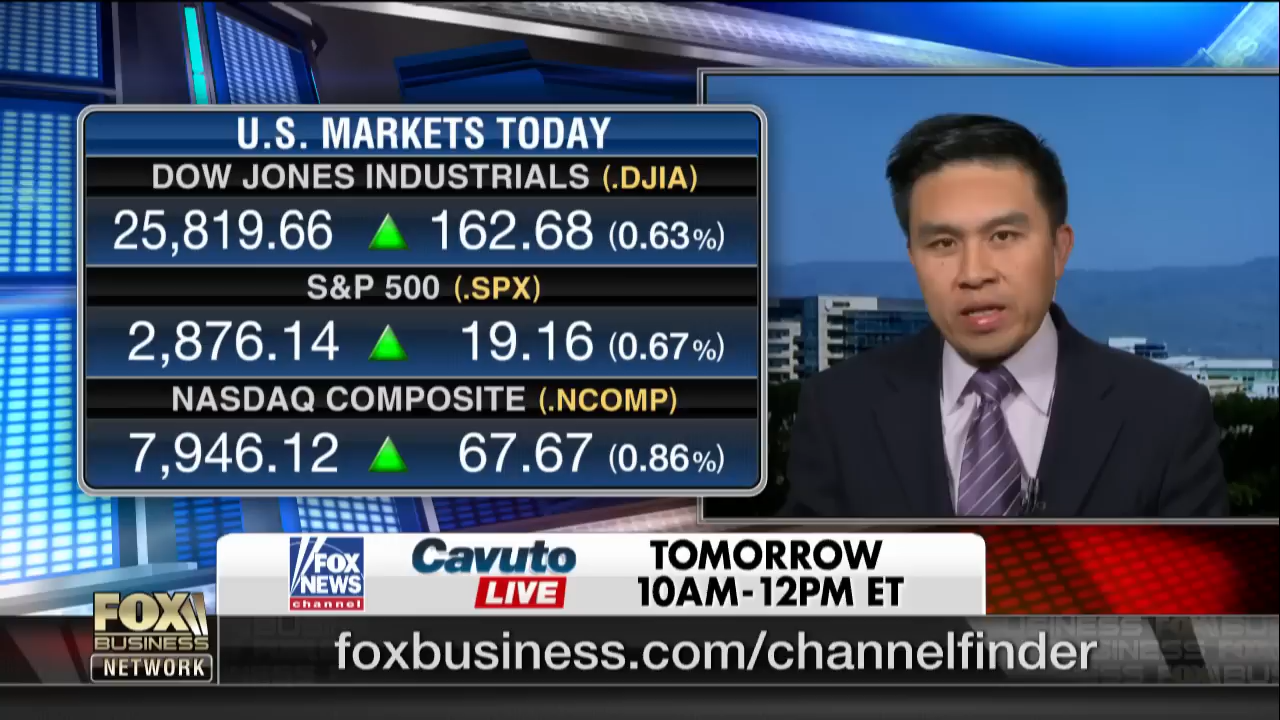 U.S. MARKETS TODAY
DOW JONES INDUSTRIALS (.DJIA)
25,819.66 ▲ 162.68 (0.63%)
S&P 500 (.SPX)
2,876.14 ▲ 19.16 (0.67%)
NASDAQ COMPOSITE (.NCOMP)
7,946.12 ▲ 67.67 (0.86%)
FOX
NEWS
channel
Cavuto
LIVE
TOMORROW
10AM-12PM ET
FOX
BUSINESS
NETWORK
foxbusiness.com/channelfinder